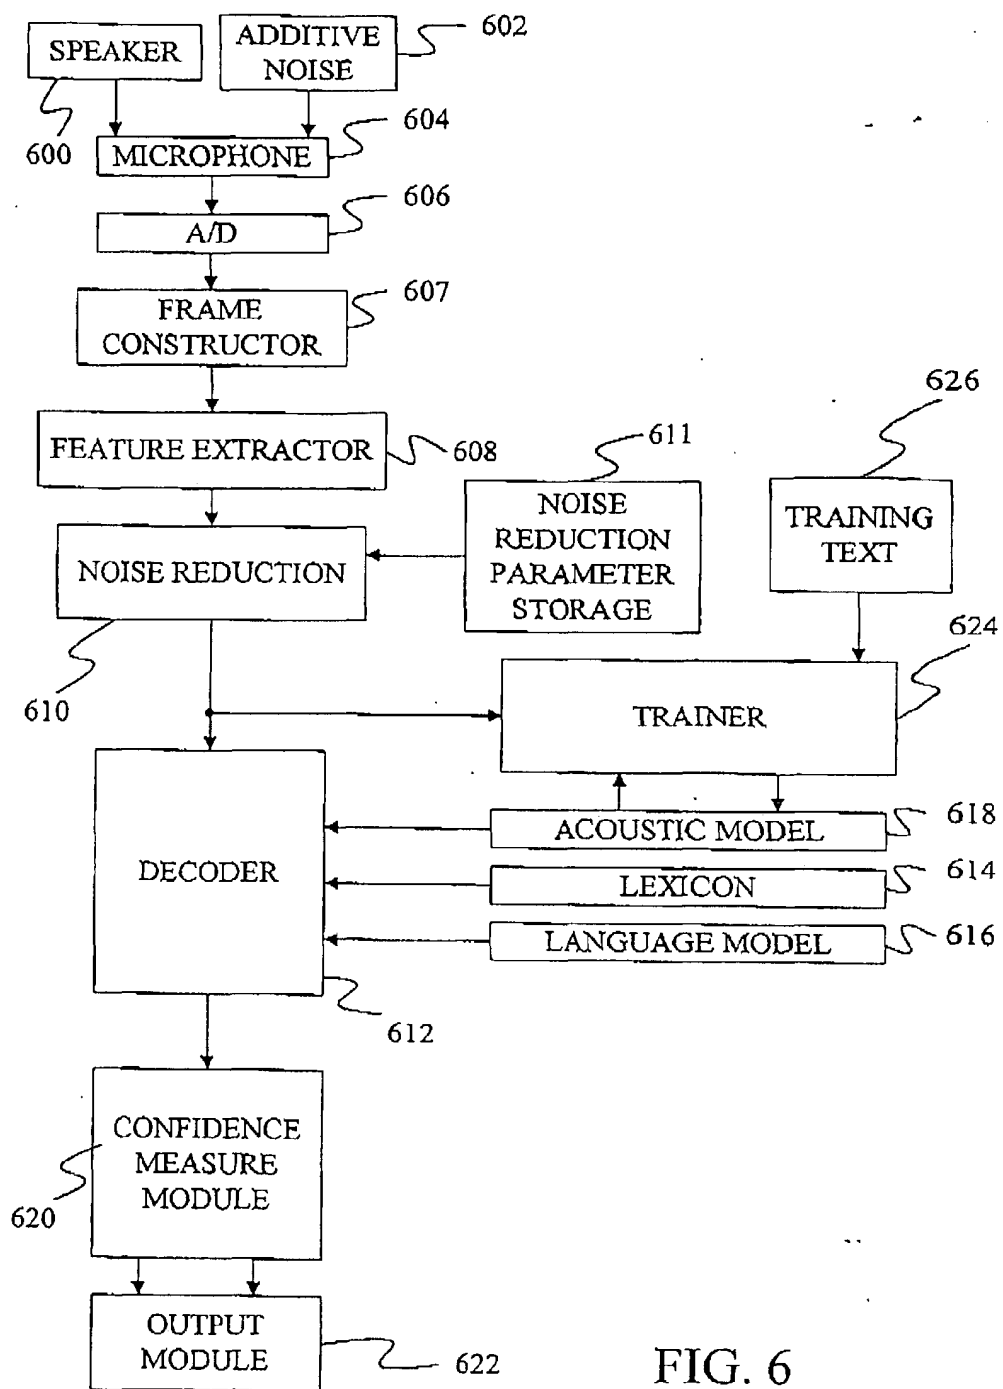 SPEAKER
600
ADDITIVE
NOISE
602
MICROPHONE
604
A/D
606
FRAME
CONSTRUCTOR
607
FEATURE EXTRACTOR
608
NOISE REDUCTION
610
NOISE
REDUCTION
PARAMETER
STORAGE
611
TRAINING
TEXT
626
TRAINER
624
DECODER
612
ACOUSTIC MODEL
618
LEXICON
614
LANGUAGE MODEL
616
CONFIDENCE
MEASURE
MODULE
620
OUTPUT
MODULE
622
FIG. 6